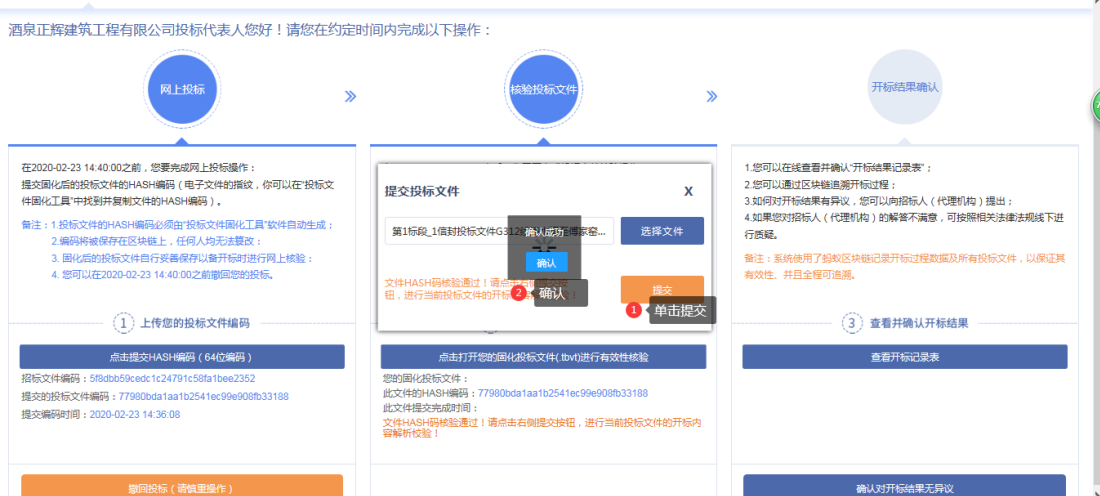 酒泉正辉建筑工程有限公司投标代表人您好！请您在约定时间内完成以下操作：
网上投标
核验投标文件
开标结果确认
在2020-02-23 14:40:00之前，您要完成网上投标操作；
提交固化后的投标文件的HASH编码（电子文件的指纹，你可以在“投标文
件固化工具”中找到并复制文件的HASH编码）。
备注：1.投标文件的HASH编码必须由“投标文件固化工具”软件自动生成；
2.编码将被保存在区块链上，任何人均无法篡改；
3. 固化后的投标文件自行妥善保存以备开标时进行网上核验；
4. 您可以在2020-02-23 14:40:00之前撤回您的投标。
1 上传您的投标文件编码
点击提交HASH编码（64位编码）
招标文件编码：5f8dbb59cedc1c24791c58fa1bee2352
提交的投标文件编码：77980bda1aa1b2541ec99e908fb33188
提交编码时间：2020-02-23 14:36:08
撤回投标（请慎重操作）
提交投标文件
X
第1标段_1信封投标文件G312
傅家窑...
选择文件
确认成功
确认
文件HASH码核验通过！请点击右侧提交按
钮，进行当前投标文件的开标
提交
2 确认
1 单击提交
点击打开您的固化投标文件(.tbvt)进行有效性核验
您的固化投标文件：
此文件的HASH编码：77980bda1aa1b2541ec99e908fb33188
此文件提交完成时间：
文件HASH码核验通过！请点击右侧提交按钮，进行当前投标文件的开标内
容解析校验！
1.您可以在线查看并确认“开标结果记录表”；
2.您可以通过区块链追溯开标过程；
3.如何对开标结果有异议，您可以向招标人（代理机构）提出；
4.如果您对招标人（代理机构）的解答不满意，可按照相关法律法规线下进
行质疑。
备注：系统使用了蚂蚁区块链记录开标过程数据及所有投标文件，以保证其
有效性、并且全程可追溯。
3 查看并确认开标结果
查看开标记录表
确认对开标结果无异议